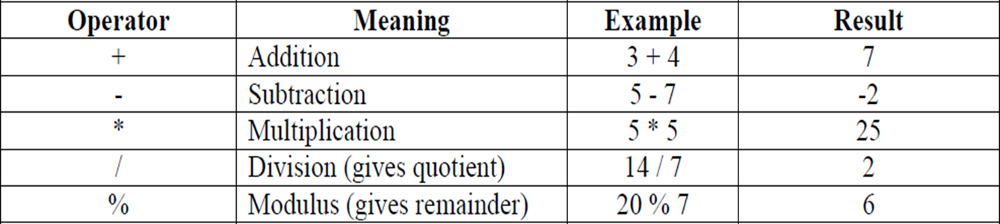 Operator Meaning Example Result
+ Addition 3 + 4 7
- Subtraction 5 - 7 -2
* Multiplication 5 * 5 25
/ Division (gives quotient) 14 / 7 2
% Modulus (gives remainder) 20 % 7 6